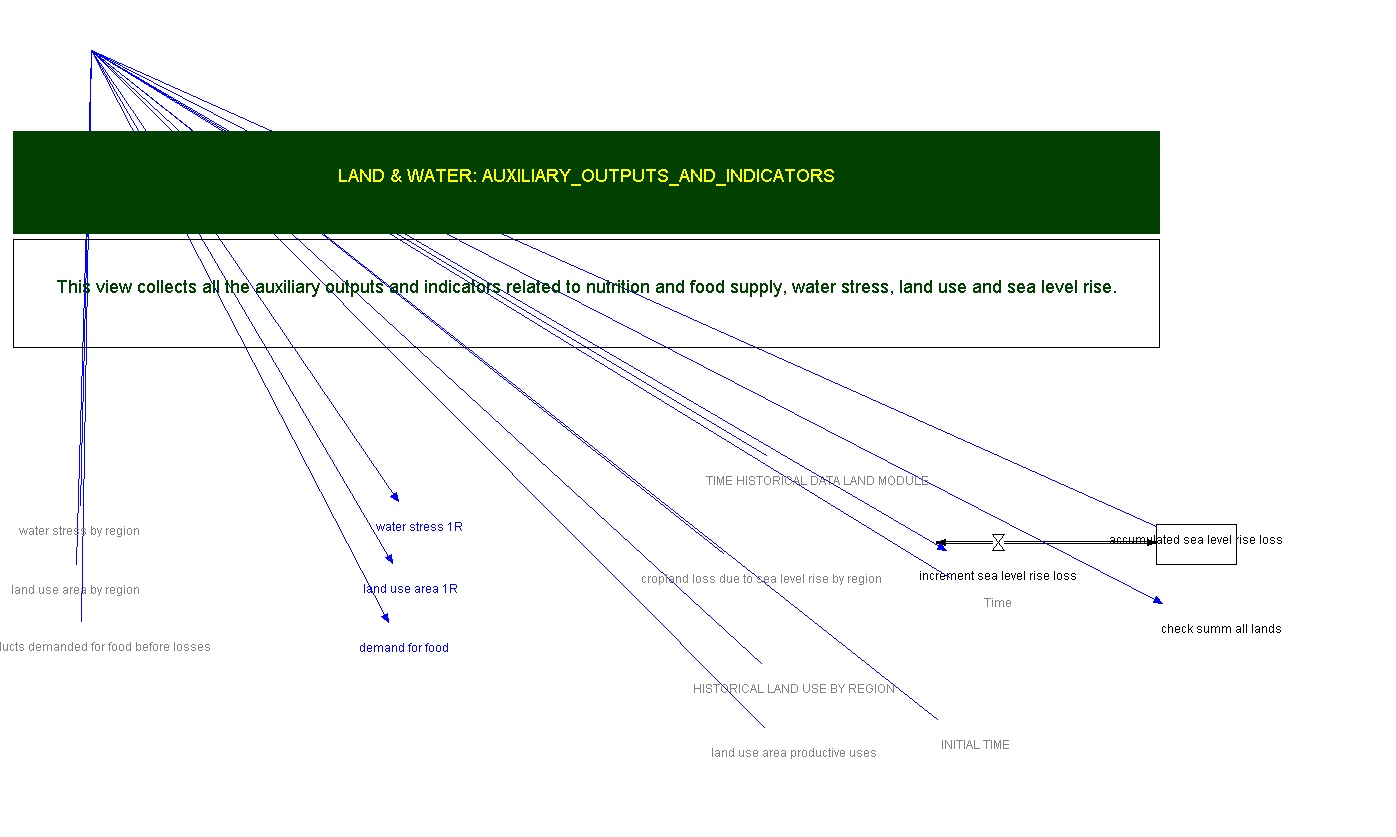 LAND & WATER: AUXILIARY_OUTPUTS_AND_INDICATORS
This view collects all the auxiliary outputs and indicators related to nutrition and food supply, water stress, land use and sea level rise.
TIME HISTORICAL DATA LAND MODULE
water stress by region
water stress 1R
accumulated sea level rise loss
cropland loss due to sea level rise by region
increment sea level rise loss
land use area by region
land use area 1R
Time
check summ all lands
demanded for food before losses
demand for food
HISTORICAL LAND USE BY REGION
INITIAL TIME
land use area productive uses